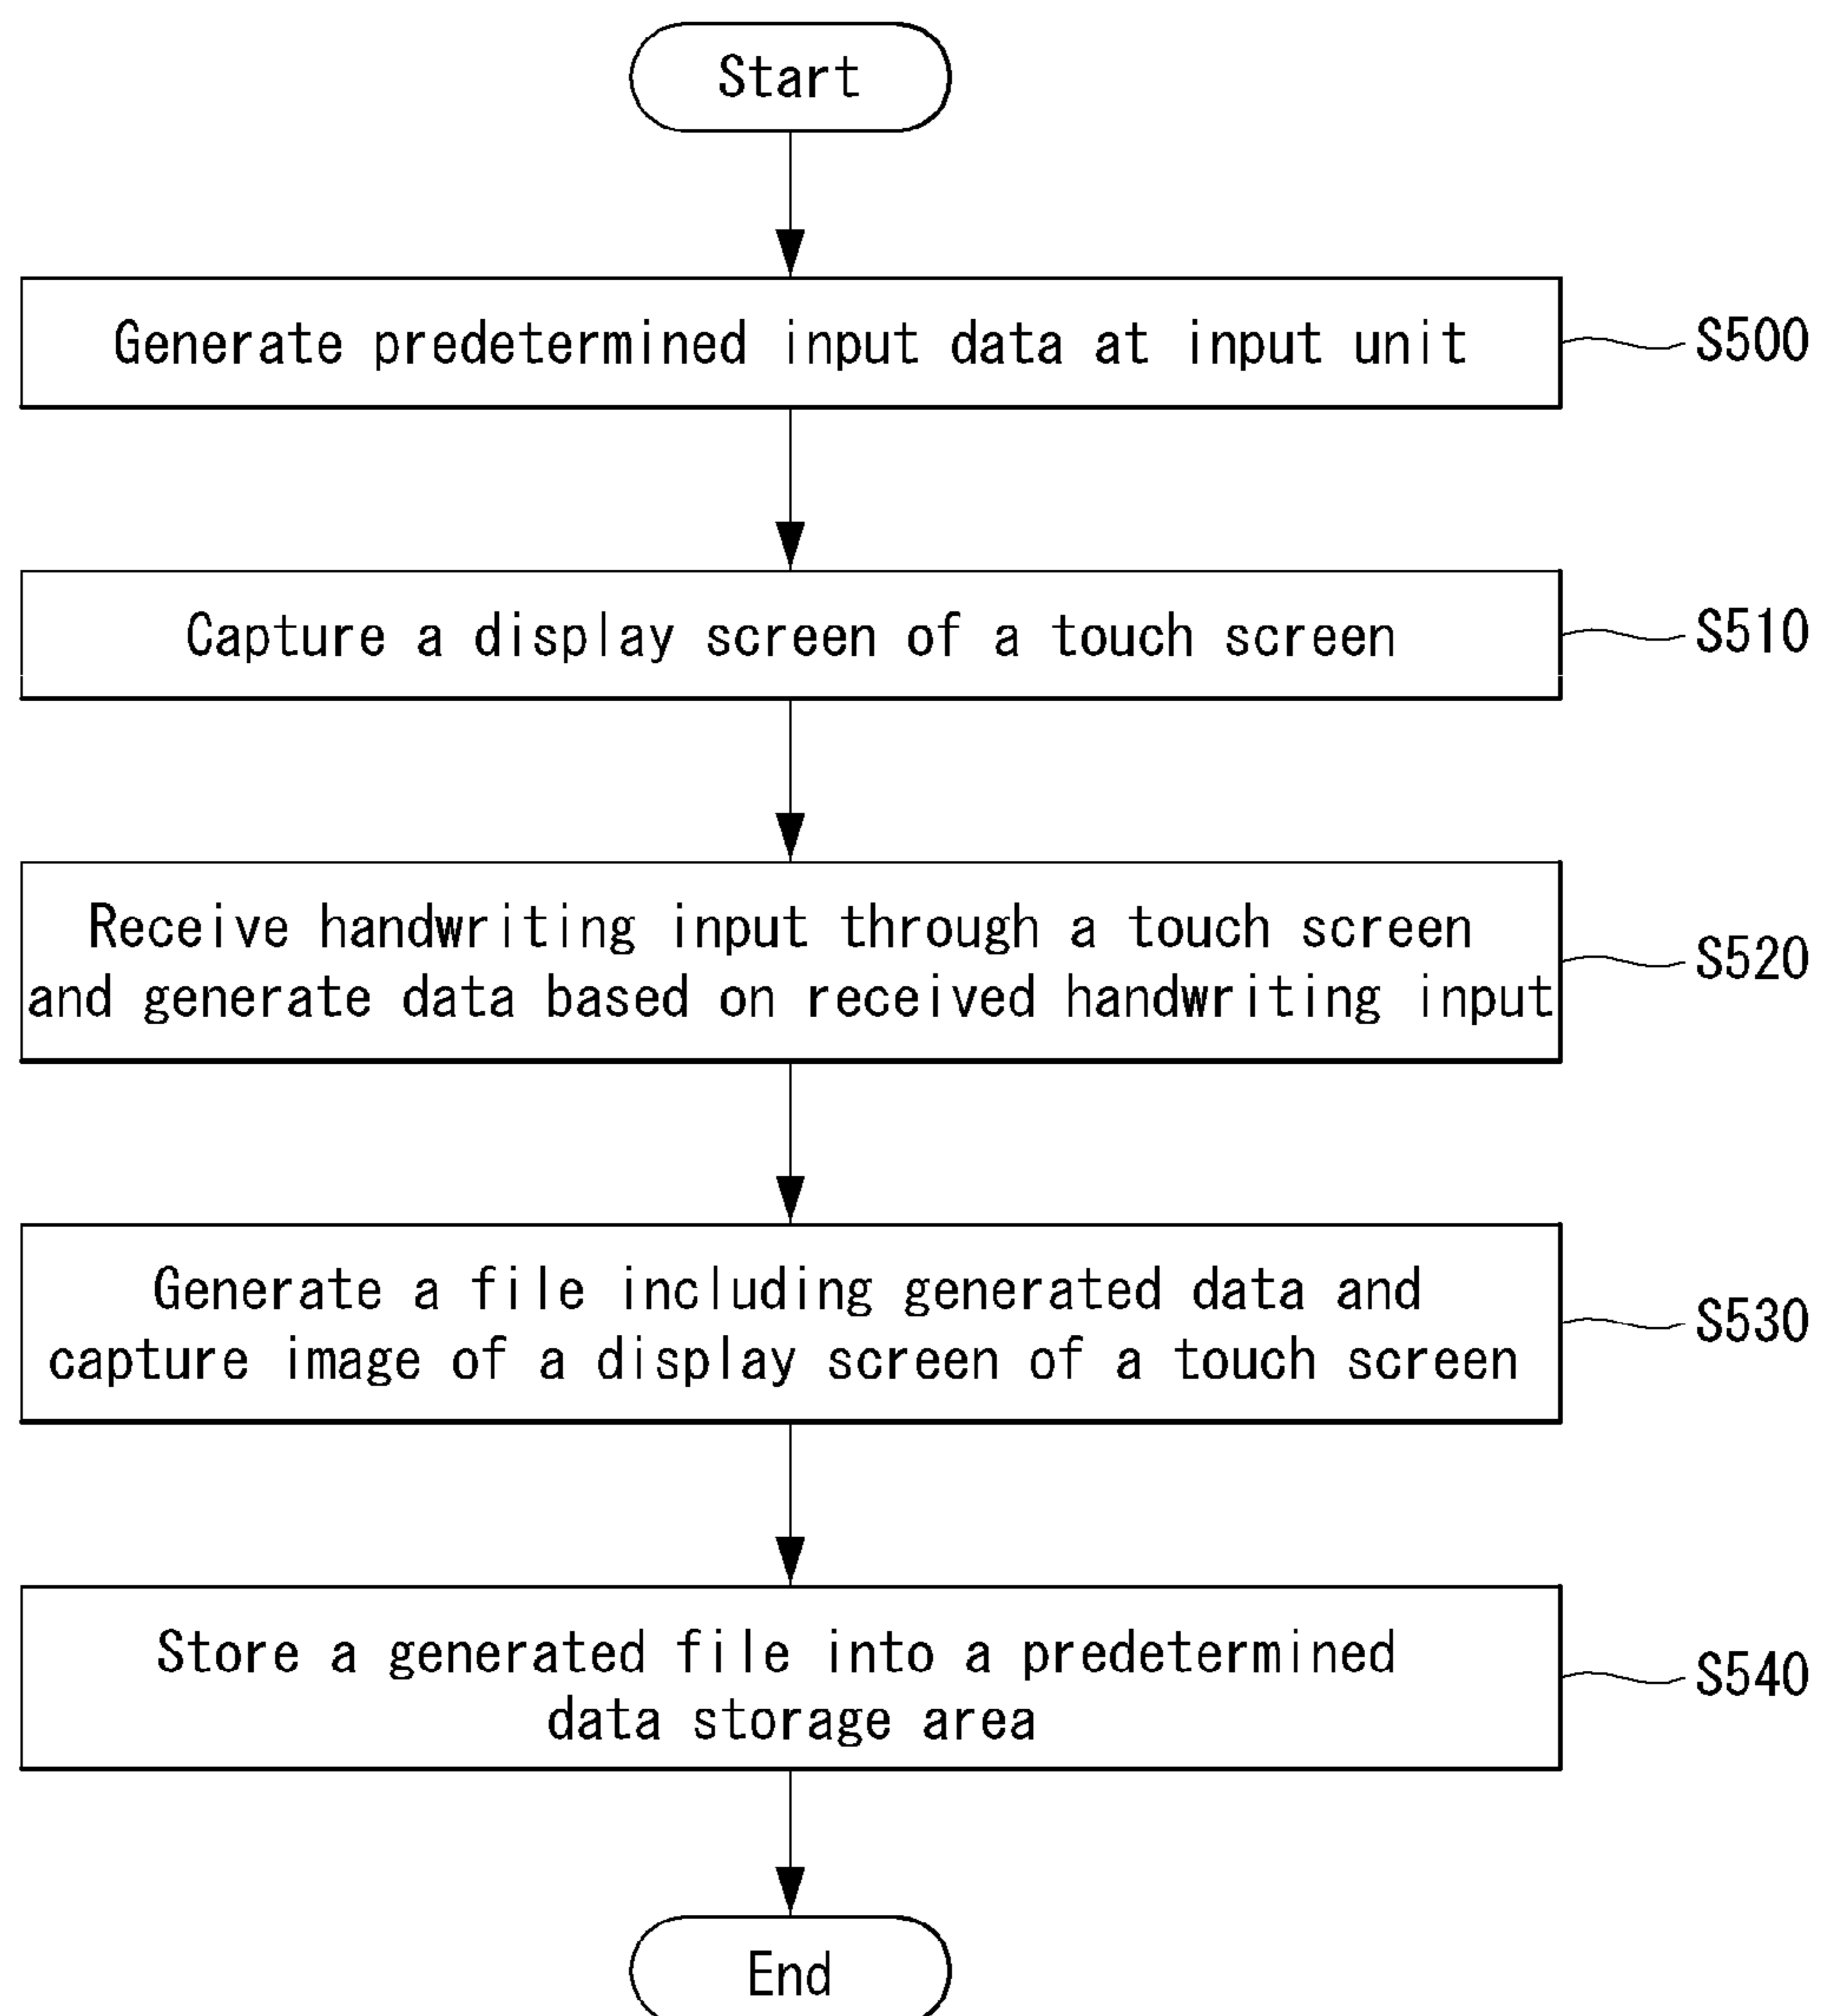 Start
Generate predetermined input data at input unit
S500
Capture a display screen of a touch screen
S510
Receive handwriting input through a touch screen
and generate data based on received handwriting input
S520
Generate a file including generated data and
capture image of a display screen of a touch screen
S530
Store a generated file into a predetermined
data storage area
S540
End